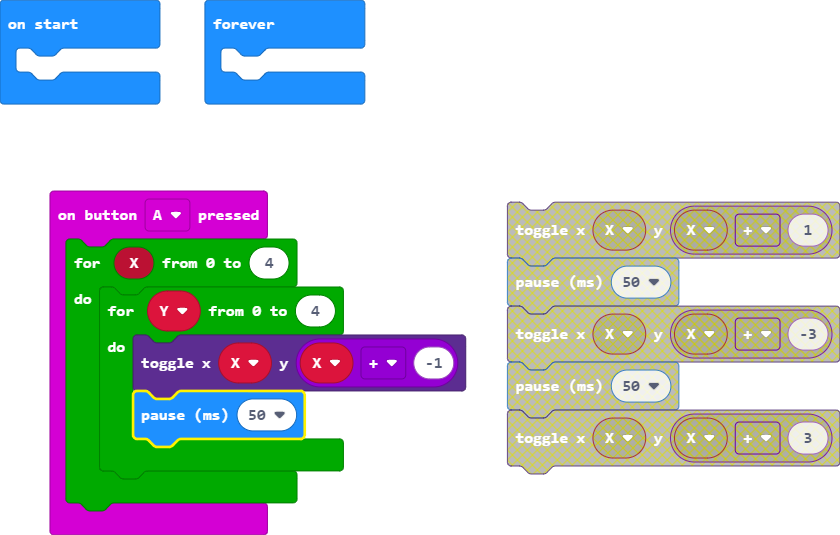 on start
forever
on button A pressed
for X from 0 to 4
do
for Y from 0 to 4
do
toggle x X y X + -1
pause (ms) 50
toggle x X y X + 1
pause (ms) 50
toggle x X y X + -3
pause (ms) 50
toggle x X y X + 3